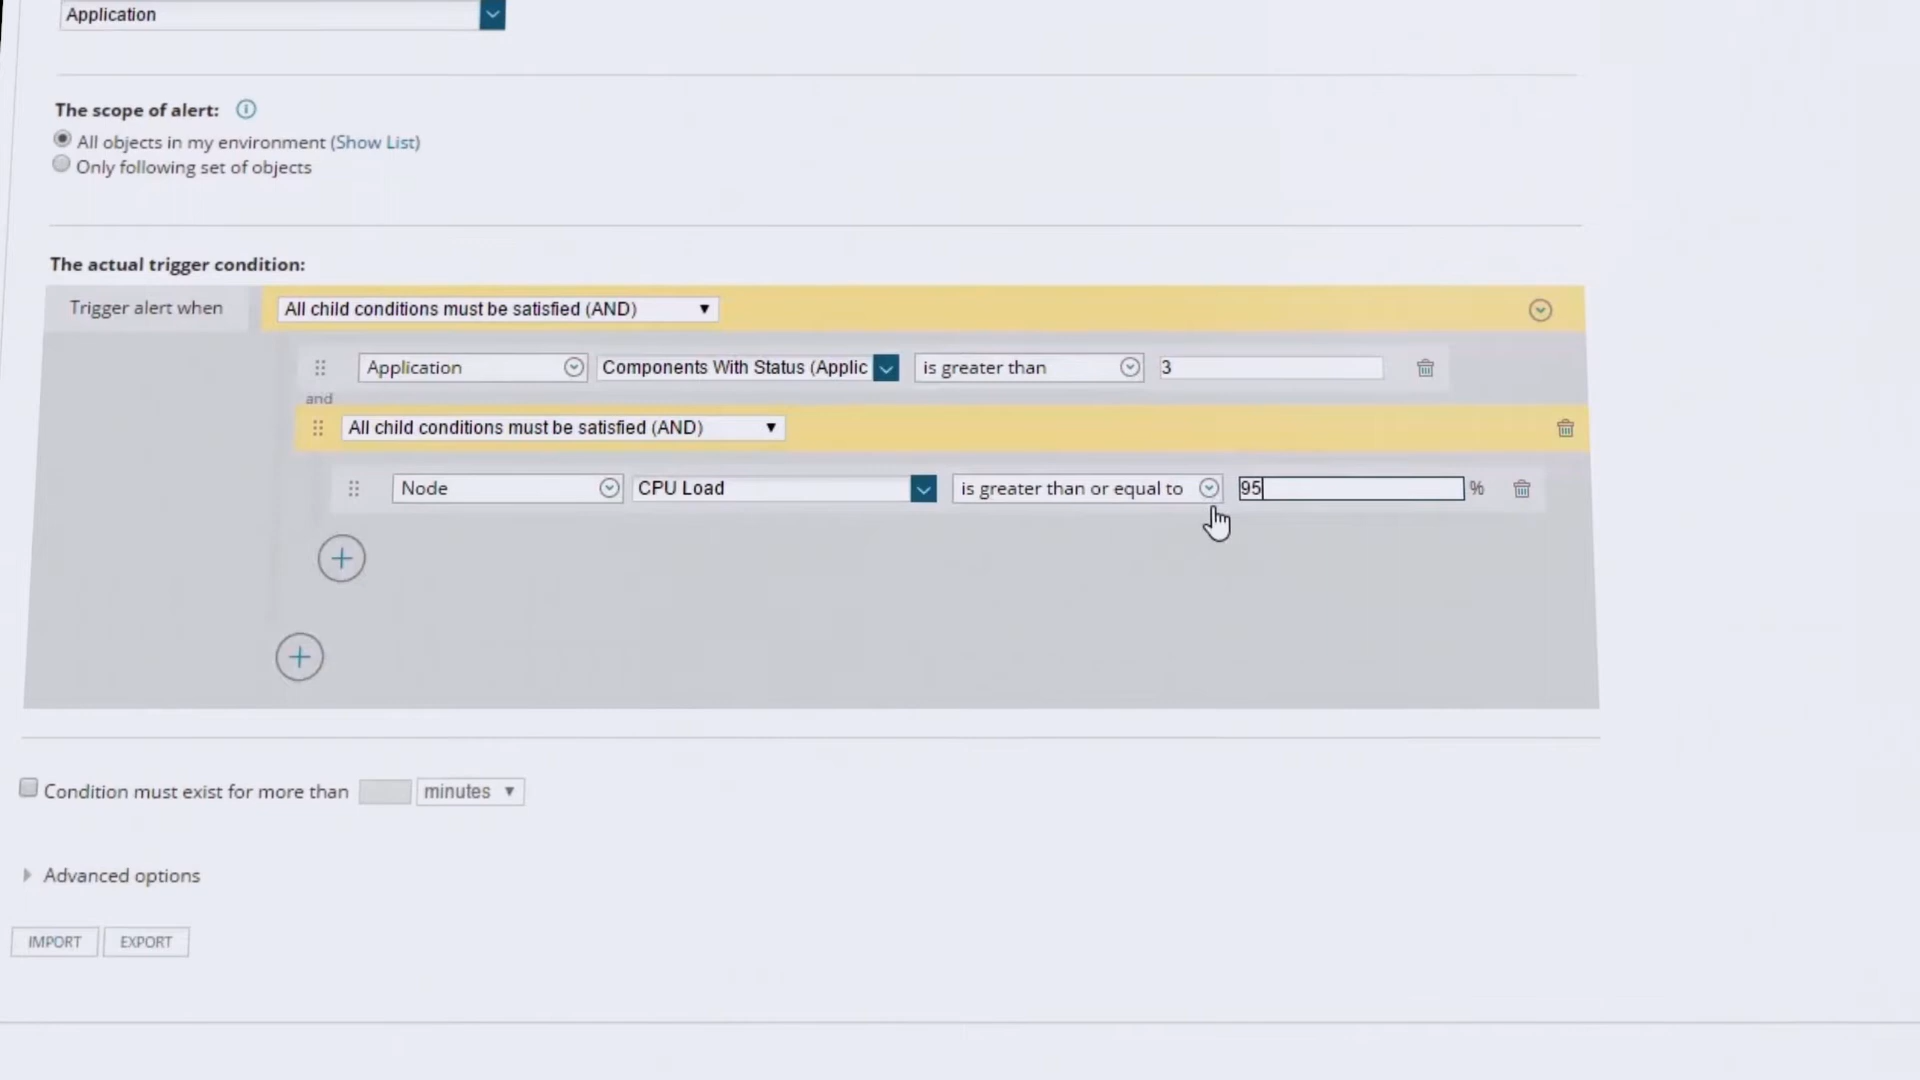 Application
The scope of alert:
All objects in my environment (Show List)
Only following set of objects
The actual trigger condition:
Trigger alert when All child conditions must be satisfied (AND)
Application Components With Status (Applic is greater than 3
and
All child conditions must be satisfied (AND)
Node CPU Load is greater than or equal to 95 %
Condition must exist for more than minutes
Advanced options
IMPORT EXPORT